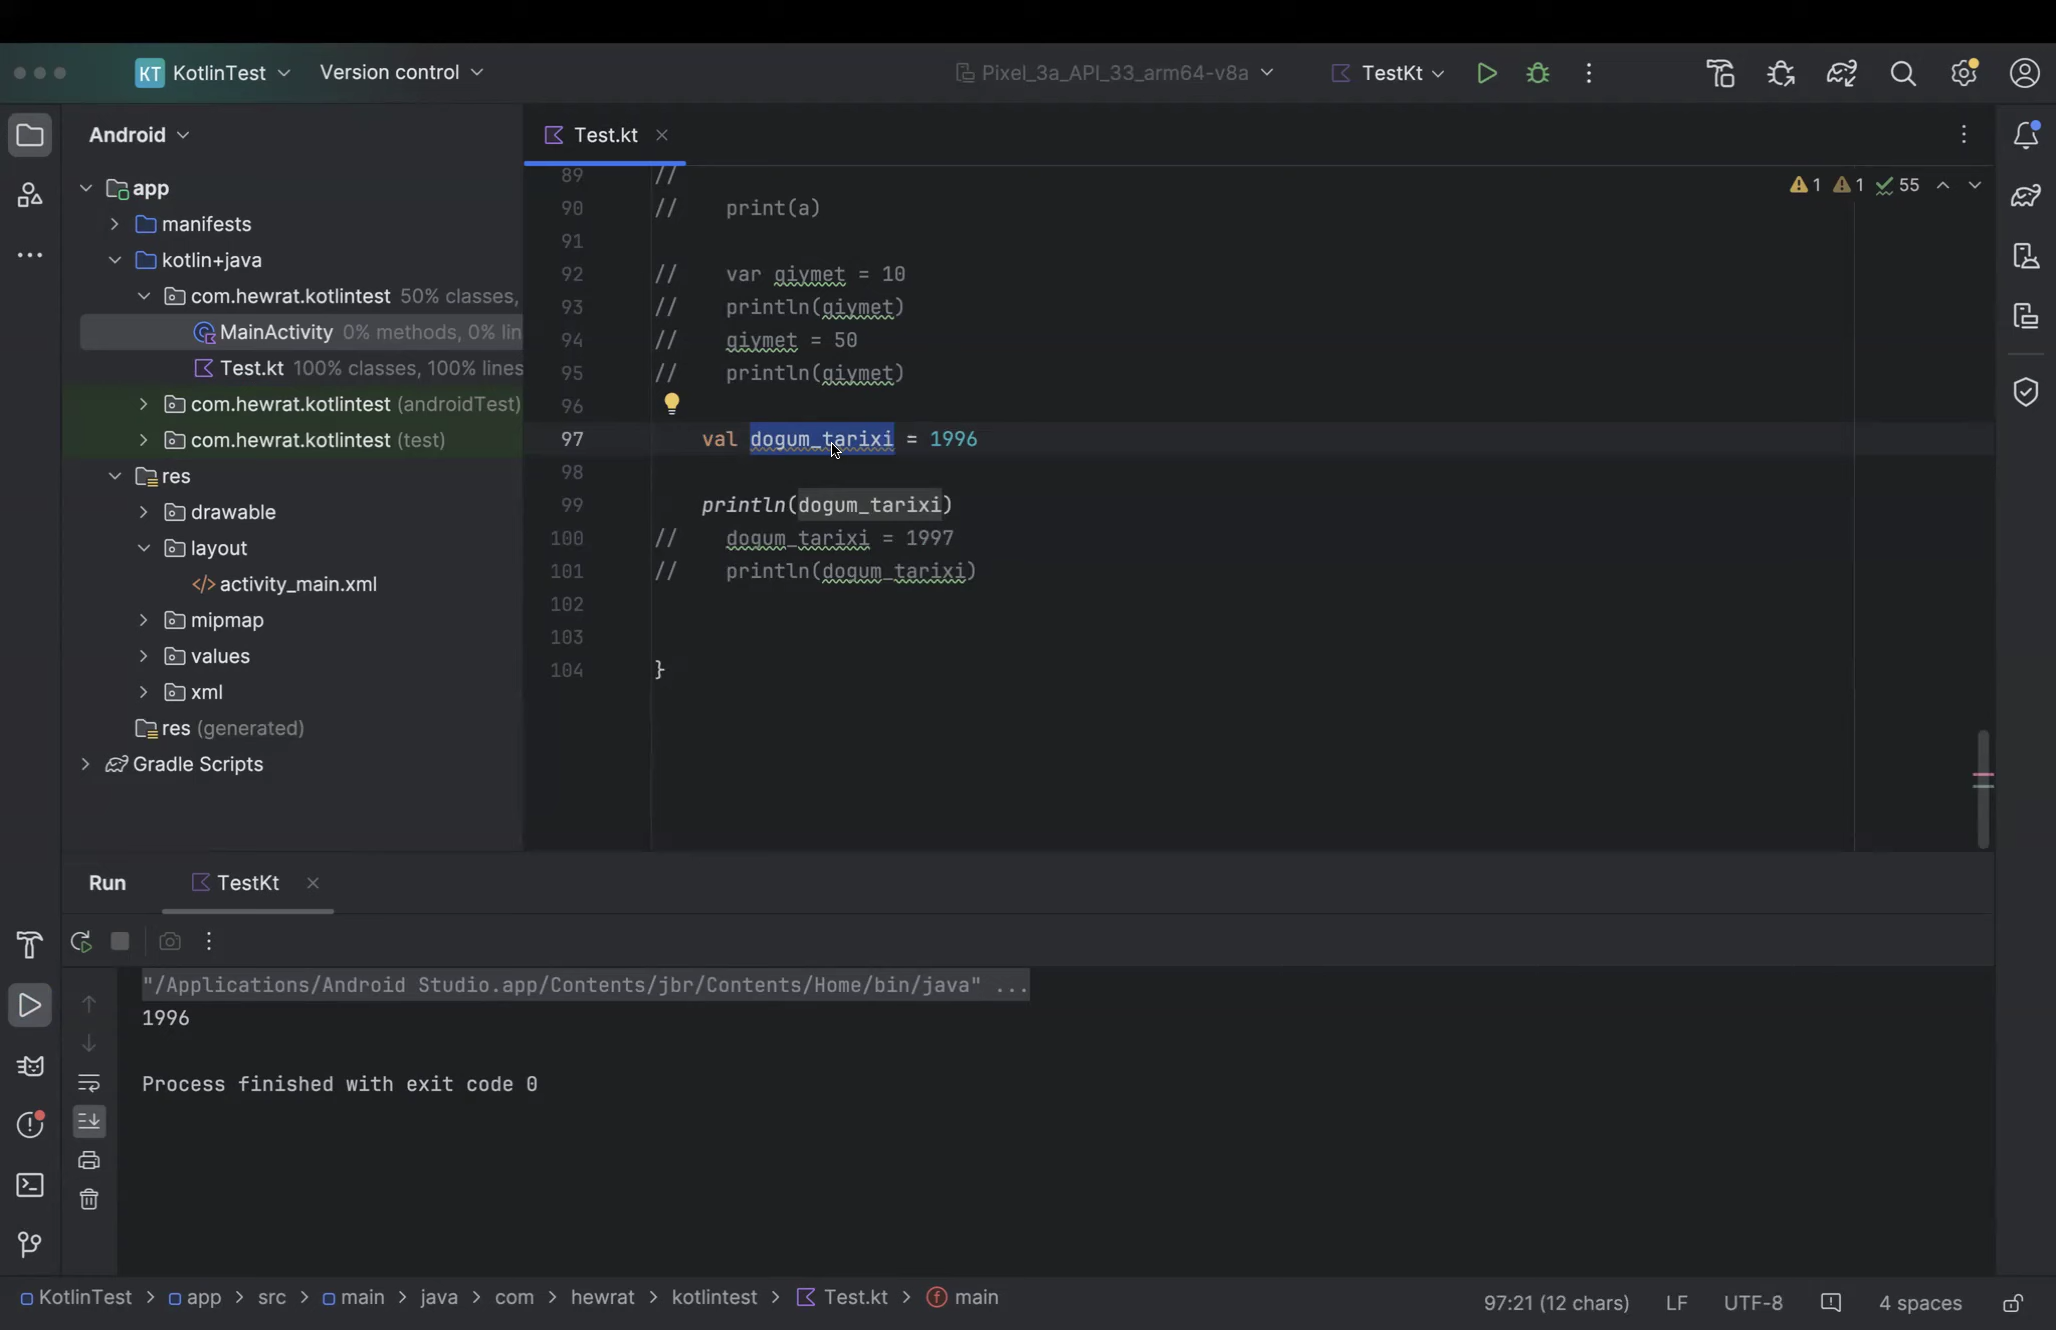 KT KotlinTest Version control Pixel_3a_API_33_arm64-v8a TestKt
Android
Test.kt
app
manifests
kotlin+java
com.hewrat.kotlintest 50% classes,
MainActivity 0% methods, 0% lin
Test.kt 100% classes, 100% lines
com.hewrat.kotlintest (androidTest)
com.hewrat.kotlintest (test)
res
drawable
layout
</> activity_main.xml
mipmap
values
xml
res (generated)
Gradle Scripts
1 1 55
89 //
90 // print(a)
91
92 // var qiymet = 10
93 // println(qiymet)
94 // qiymet = 50
95 // println(qiymet)
96
97 val dogum_tarixi = 1996
98
99 println(dogum_tarixi)
100 // dogum_tarixi = 1997
101 // println(dogum_tarixi)
102
103
104 }
Run TestKt
"/Applications/Android Studio.app/Contents/jbr/Contents/Home/bin/java" ...
1996
Process finished with exit code 0
KotlinTest > app > src > main > java > com > hewrat > kotlintest > Test.kt > main
97:21 (12 chars) LF UTF-8 4 spaces